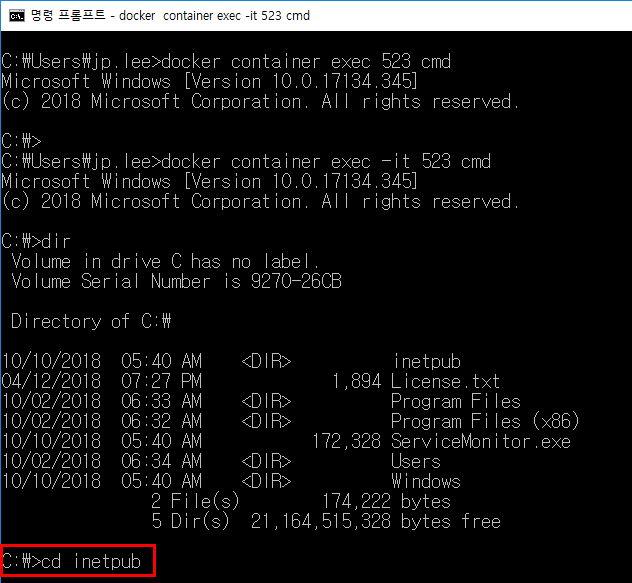 명령 프롬프트 - docker  container exec -it 523 cmd
C:₩Users₩jp.lee>docker container exec 523 cmd
Microsoft Windows [Version 10.0.17134.345]
(c) 2018 Microsoft Corporation. All rights reserved.
C:₩>
C:₩Users₩jp.lee>docker container exec -it 523 cmd
Microsoft Windows [Version 10.0.17134.345]
(c) 2018 Microsoft Corporation. All rights reserved.
C:₩>dir
 Volume in drive C has no label.
 Volume Serial Number is 9270-26CB
 Directory of C:₩
10/10/2018  05:40 AM    <DIR>          inetpub
04/12/2018  07:27 PM             1,894 License.txt
10/02/2018  06:33 AM    <DIR>          Program Files
10/02/2018  06:32 AM    <DIR>          Program Files (x86)
10/10/2018  05:40 AM           172,328 ServiceMonitor.exe
10/02/2018  06:34 AM    <DIR>          Users
10/10/2018  05:40 AM    <DIR>          Windows
               2 File(s)        174,222 bytes
               5 Dir(s)  21,164,515,328 bytes free
C:₩>cd inetpub